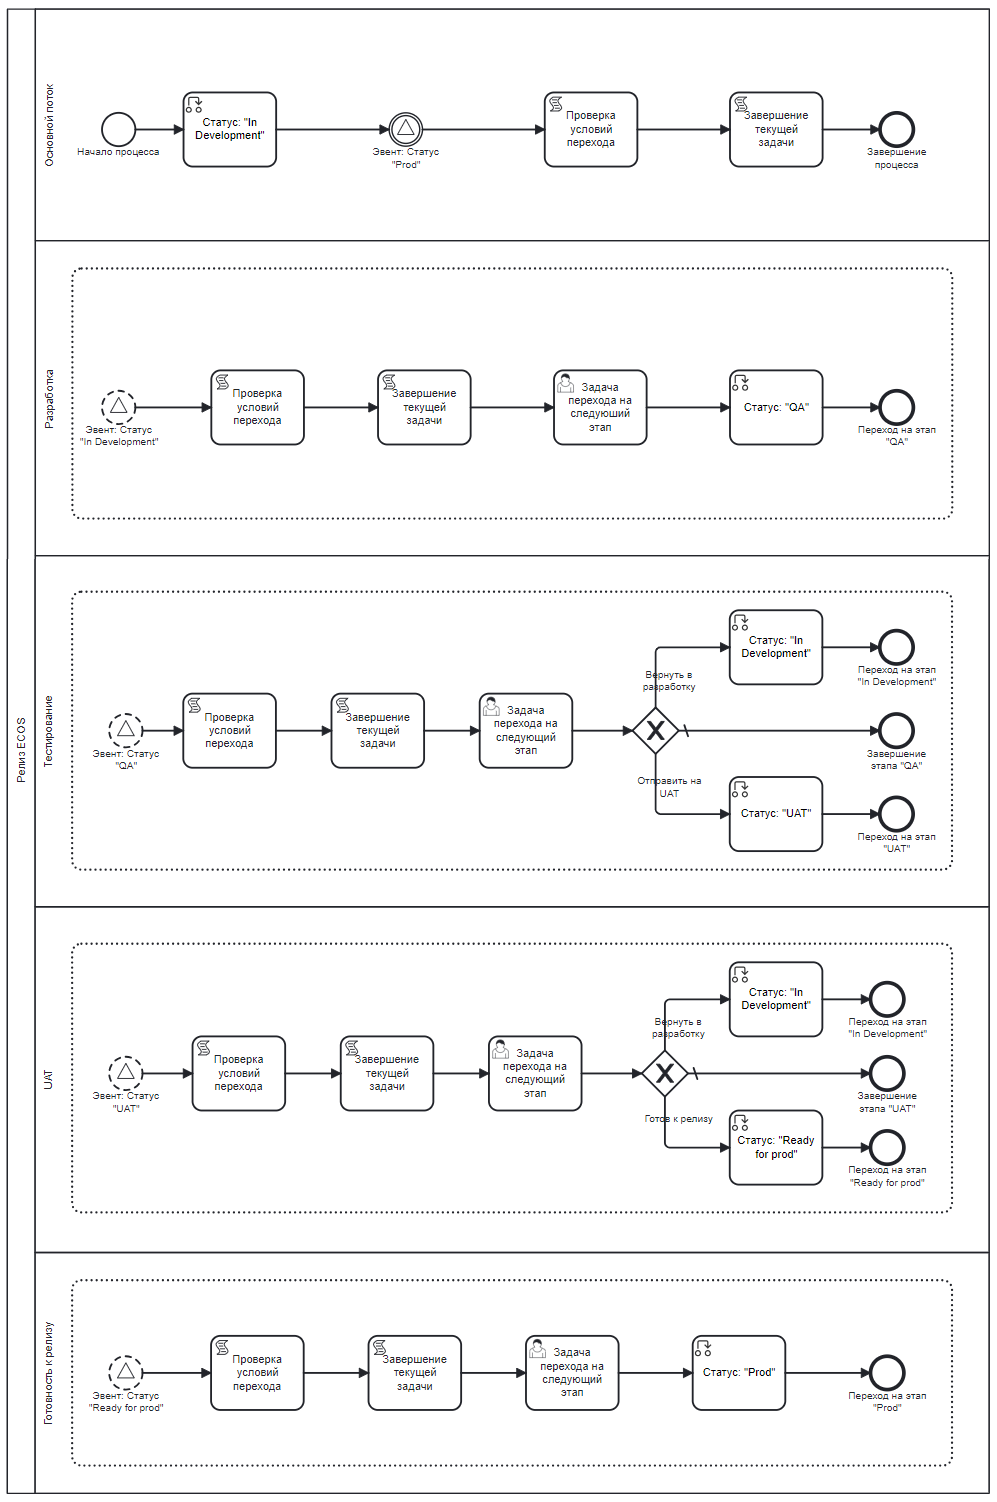 Релиз ECOS
Основной поток
Начало процесса
Статус: "In
Development"
Эвент: Статус
"Prod"
Проверка
условий
перехода
Завершение
текущей
задачи
Завершение
процесса
Разработка
Эвент: Статус
"In Development"
Проверка
условий
перехода
Завершение
текущей
задачи
Задача
перехода на
следуюший
этап
Статус: "QA"
Переход на этап
"QA"
Тестирование
Эвент: Статус
"QA"
Проверка
условий
перехода
Завершение
текущей
задачи
Задача
перехода на
следующий
этап
Вернуть в
разработку
Статус: "In
Development"
Переход на этап
"In Development"
Завершение
этапа "QA"
Отправить на
UAT
Статус: "UAT"
Переход на этап
"UAT"
UAT
Эвент: Статус
"UAT"
Проверка
условий
перехода
Завершение
текущей
задачи
Задача
перехода на
следующий
этап
Вернуть в
разработку
Статус: "In
Development"
Переход на этап
"In Development"
Завершение
этапа "UAT"
Готов к релизу
Статус: "Ready
for prod"
Переход на этап
"Ready for prod"
Готовность к релизу
Эвент: Статус
"Ready for prod"
Проверка
условий
перехода
Завершение
текущей
задачи
Задача
перехода на
следующий
этап
Статус: "Prod"
Переход на этап
"Prod"